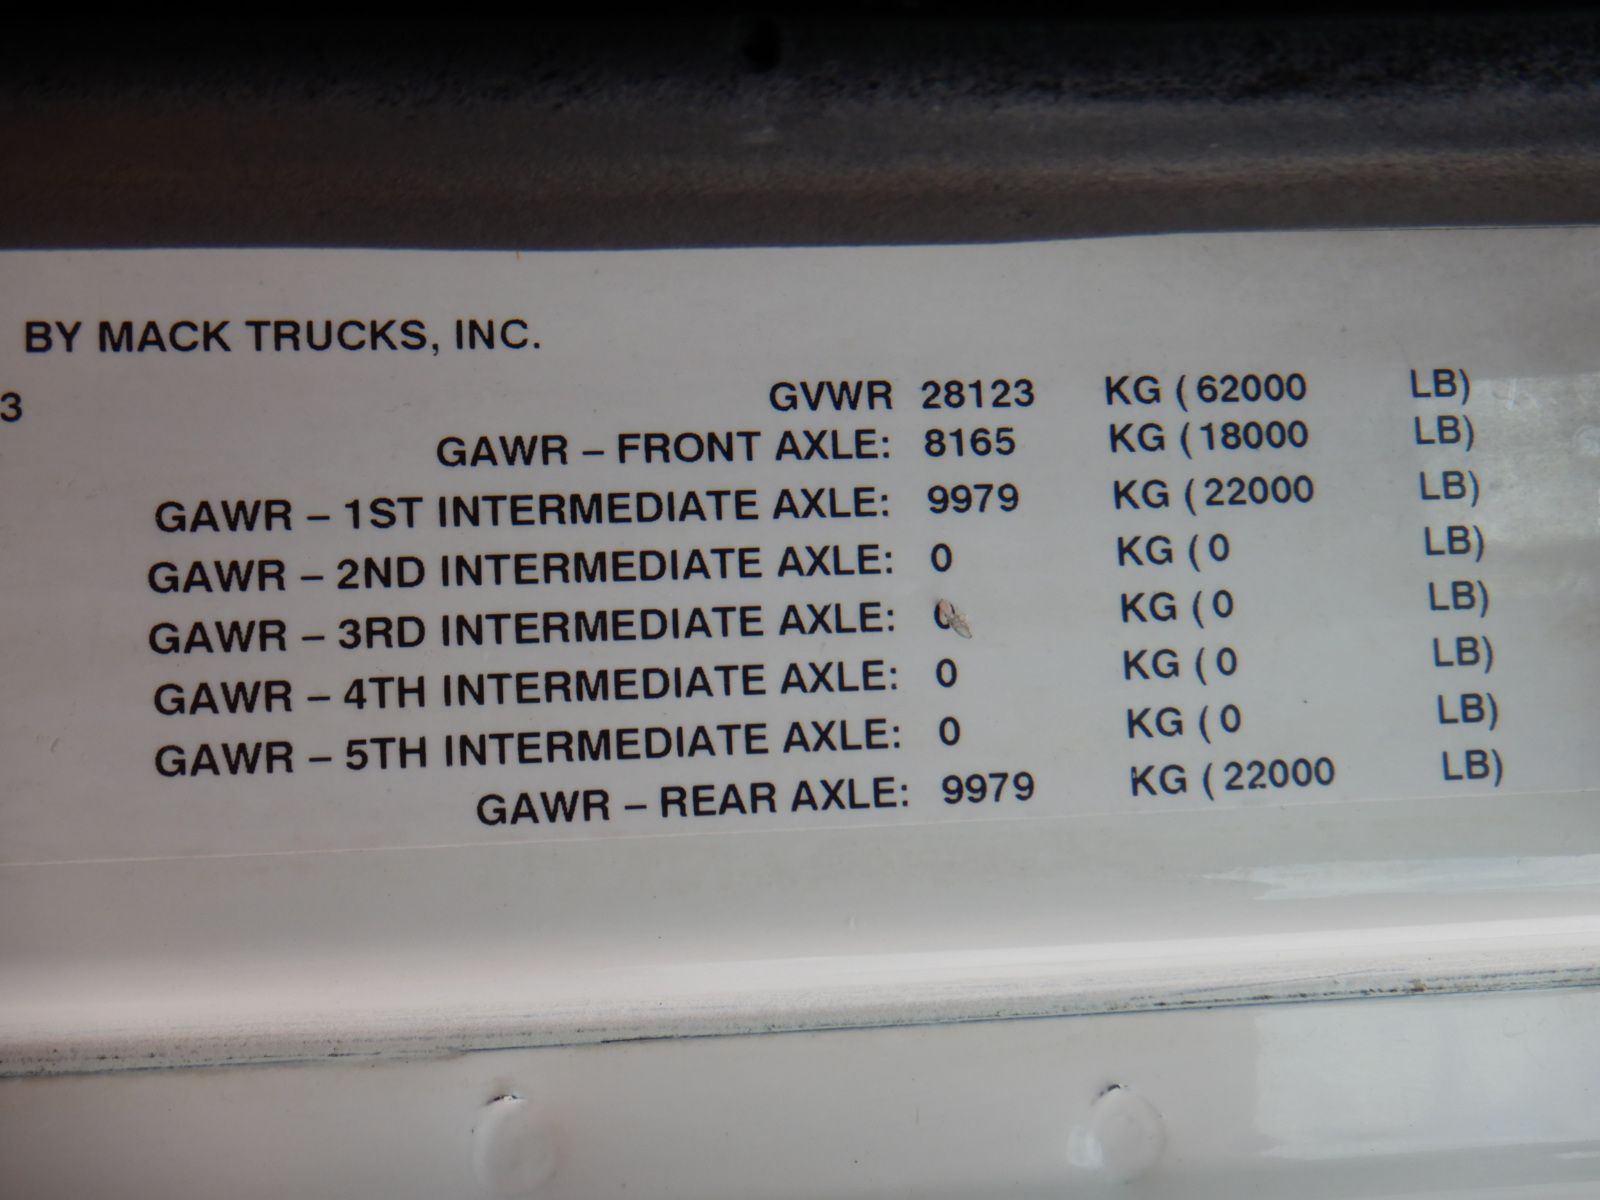 BY MACK TRUCKS, INC.
3
GVWR 28123 KG (62000 LB)
GAWR – FRONT AXLE: 8165 KG (18000 LB)
GAWR – 1ST INTERMEDIATE AXLE: 9979 KG (22000 LB)
GAWR – 2ND INTERMEDIATE AXLE: 0 KG (0 LB)
GAWR – 3RD INTERMEDIATE AXLE: 0 KG (0 LB)
GAWR – 4TH INTERMEDIATE AXLE: 0 KG (0 LB)
GAWR – 5TH INTERMEDIATE AXLE: 0 KG (0 LB)
GAWR – REAR AXLE: 9979 KG (22000 LB)